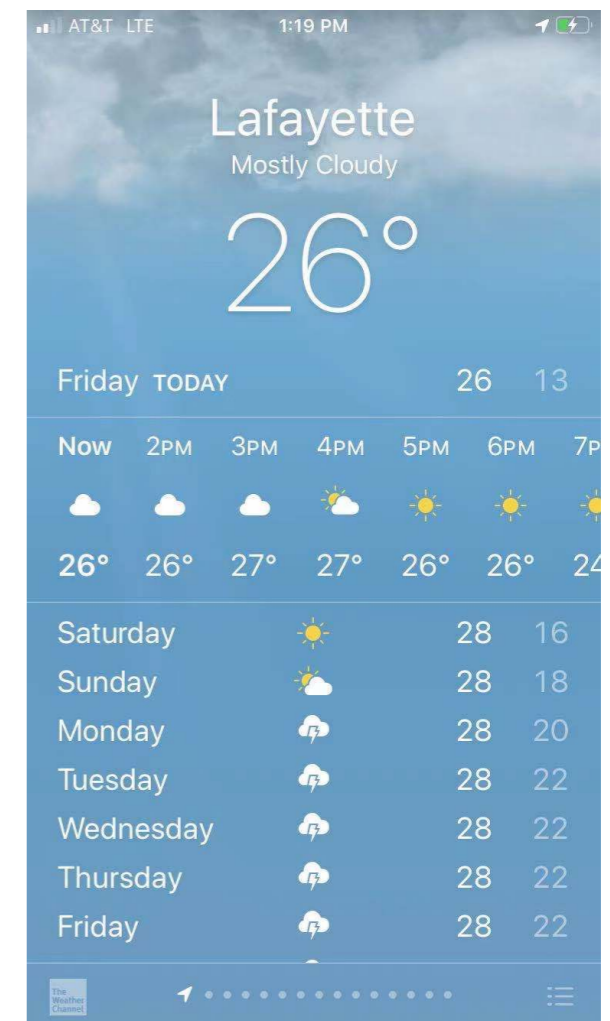 AT&T LTE 1:19 PM
Lafayette
Mostly Cloudy
26°
Friday TODAY 26 13
Now 2PM 3PM 4PM 5PM 6PM 7P
26° 26° 27° 27° 26° 26° 24
Saturday 28 16
Sunday 28 18
Monday 28 20
Tuesday 28 22
Wednesday 28 22
Thursday 28 22
Friday 28 22
The
Weather
Channel